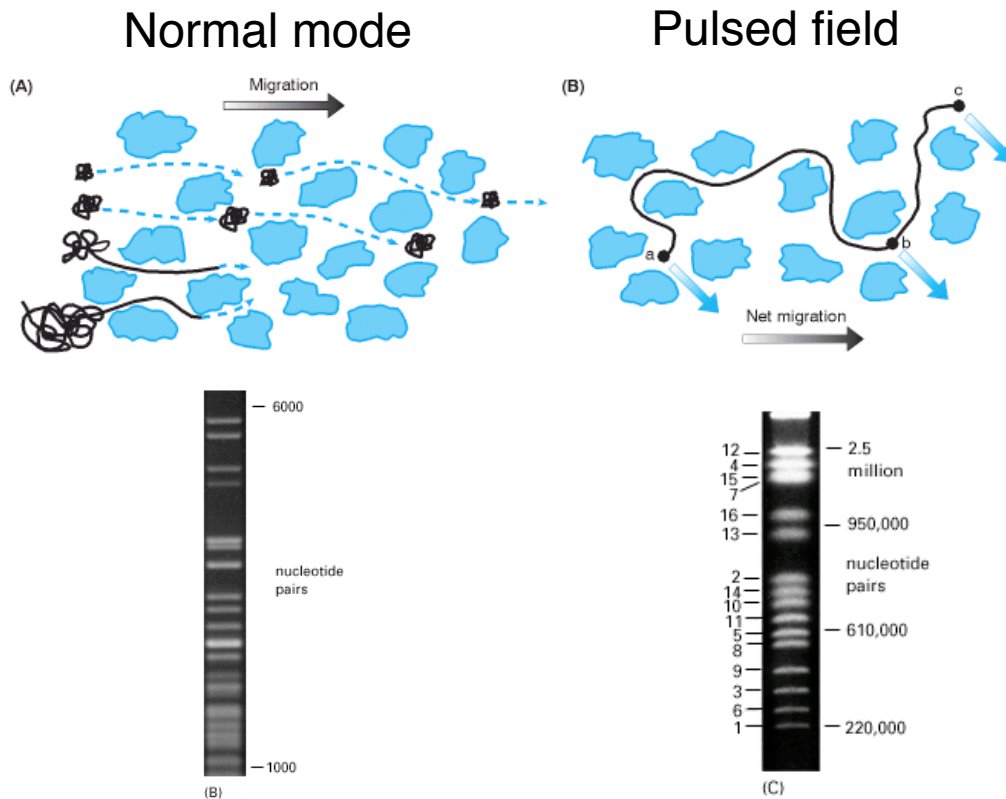 Normal mode
Pulsed field
(A)
Migration
(B)
c
a
b
Net migration
6000
nucleotide
pairs
1000
(B)
12
4
15
7
16
13
2
14
10
11
5
8
9
3
6
1
2.5
million
950,000
nucleotide
pairs
610,000
220,000
(C)